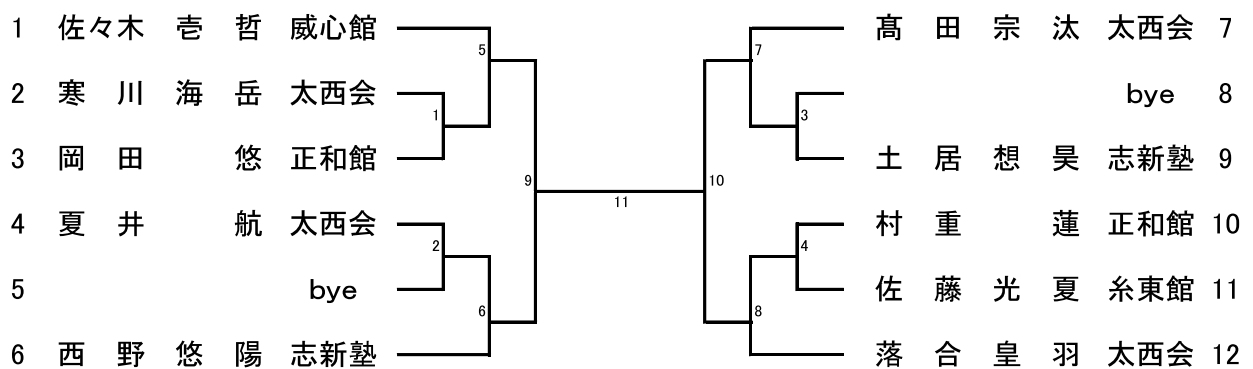 1 佐々木 壱 哲 威心館
2 寒 川 海 岳 太西会
3 岡 田 悠 正和館
4 夏 井 航 太西会
5 bye
6 西 野 悠 陽 志新塾
5
1
9
2
6
11
7
3
10
4
8
髙 田 宗 汰 太西会 7
bye 8
土 居 想 昊 志新塾 9
村 重 蓮 正和館 10
佐 藤 光 夏 糸東館 11
落 合 皇 羽 太西会 12